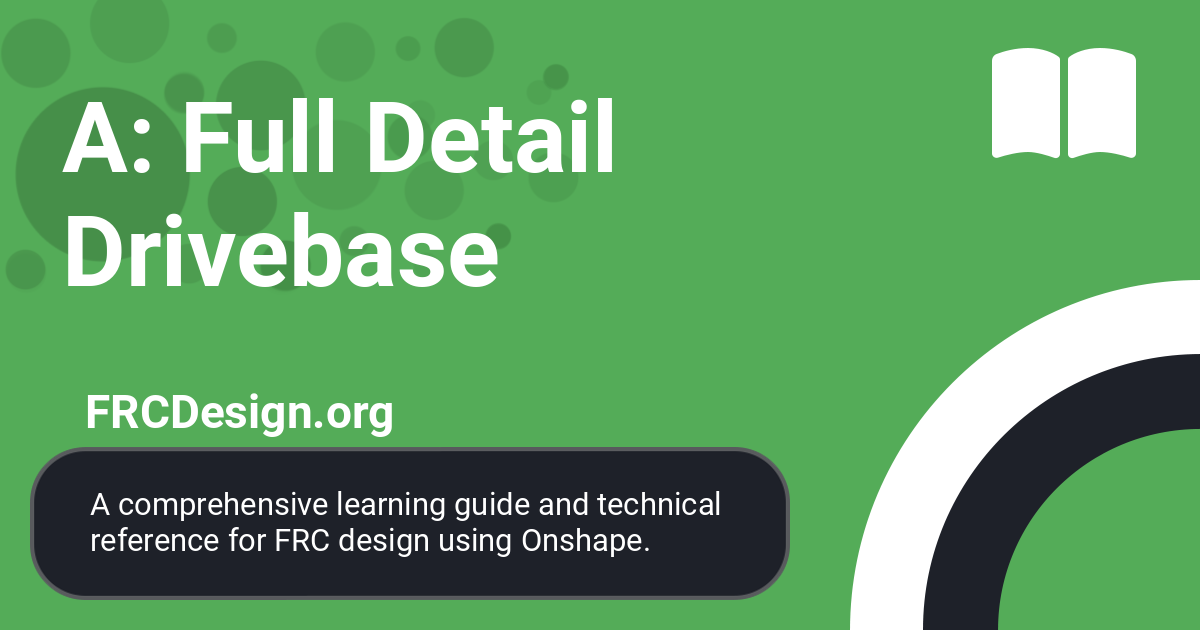 A: Full Detail
Drivebase
FRCDesign.org
A comprehensive learning guide and technical
reference for FRC design using Onshape.